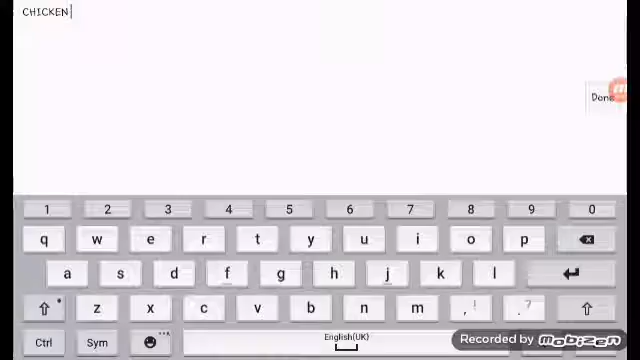 CHICKEN
Done
1 2 3 4 5 6 7 8 9 0
q w e r t y u i o p
a s d f g h j k l
z x c v b n m , ! . ?
Ctrl Sym English(UK)
Recorded by Mobizen